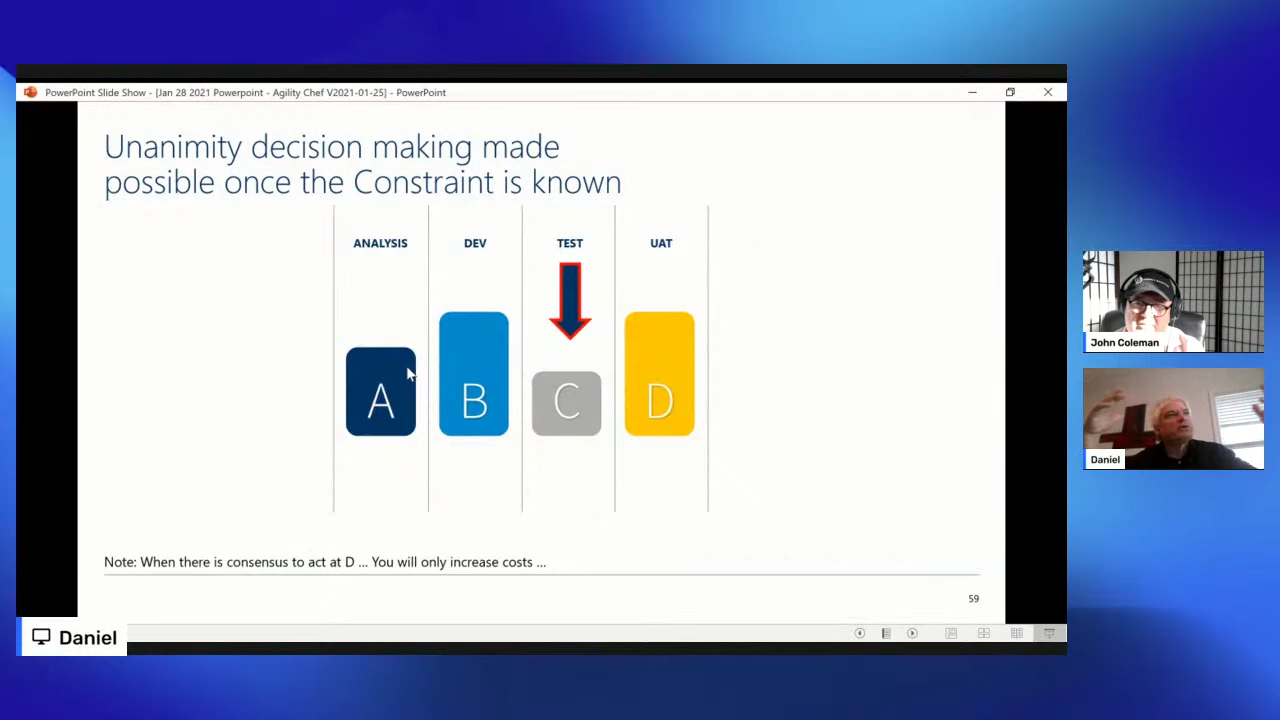 PowerPoint Slide Show - [Jan 28 2021 Powerpoint - Agility Chef V2021-01-25] - PowerPoint
Unanimity decision making made
possible once the Constraint is known
ANALYSIS DEV TEST UAT
A B C D
Note: When there is consensus to act at D ... You will only increase costs ...
59
John Coleman
Daniel
Daniel